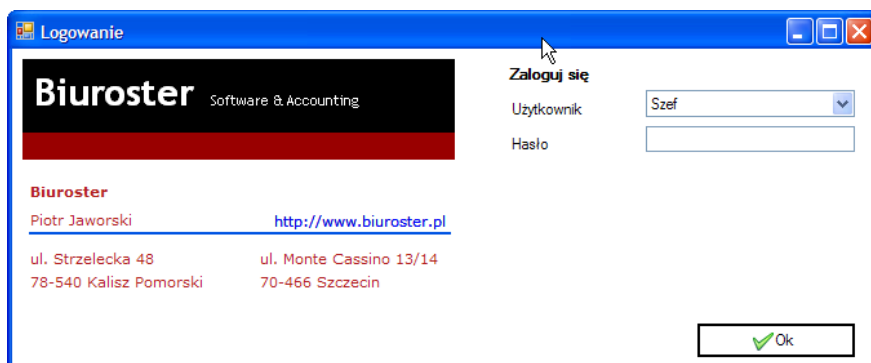 Logowanie
Biuroster Software & Accounting
Biuroster
Piotr Jaworski http://www.biuroster.pl
ul. Strzelecka 48 ul. Monte Cassino 13/14
78-540 Kalisz Pomorski 70-466 Szczecin
Zaloguj się
Użytkownik Szef
Hasło
Ok